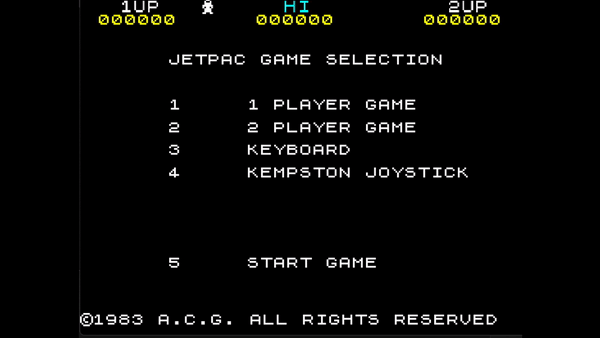 1UP HI 2UP
000000 000000 000000
JETPAC GAME SELECTION
1 1 PLAYER GAME
2 2 PLAYER GAME
3 KEYBOARD
4 KEMPSTON JOYSTICK
5 START GAME
©1983 A.C.G. ALL RIGHTS RESERVED